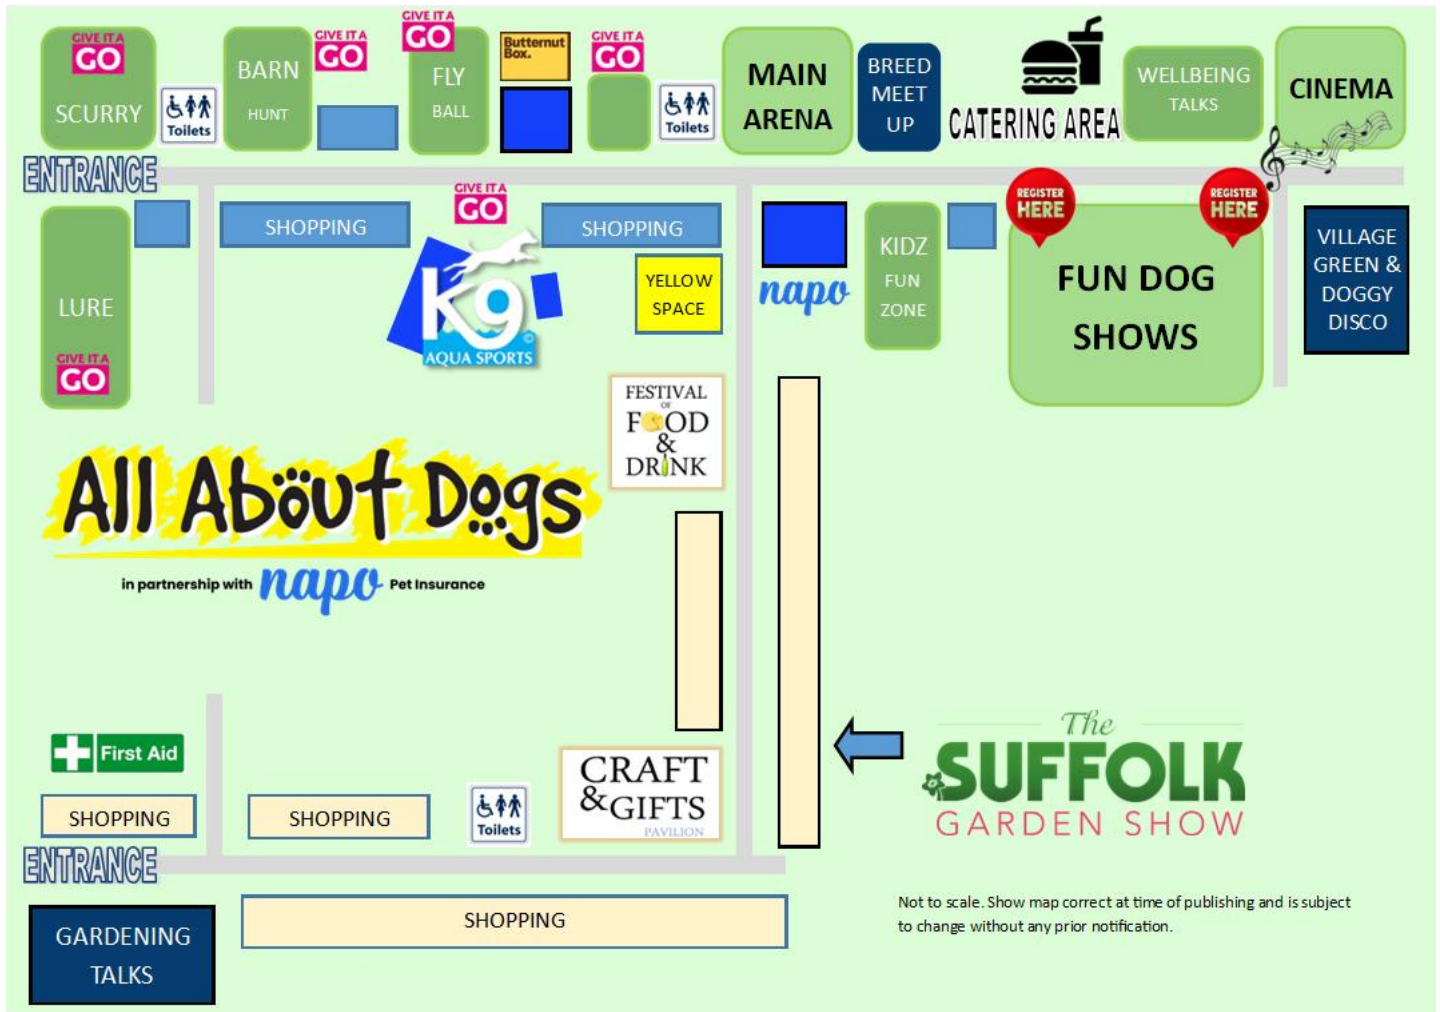 GIVE IT A
GO
SCURRY
Toilets
BARN
HUNT
GIVE IT A
GO
GIVE IT A
GO
FLY
BALL
Butternut
Box.
GIVE IT A
GO
Toilets
MAIN
ARENA
BREED
MEET
UP
CATERING AREA
WELLBEING
TALKS
CINEMA
ENTRANCE
LURE
GIVE IT A
GO
SHOPPING
GIVE IT A
GO
K9
AQUA SPORTS
©
SHOPPING
YELLOW
SPACE
napo
KIDZ
FUN
ZONE
REGISTER
HERE
REGISTER
HERE
FUN DOG
SHOWS
VILLAGE
GREEN &
DOGGY
DISCO
FESTIVAL
OF
FOOD
&
DRINK
All About Dogs
in partnership with napo Pet Insurance
First Aid
SHOPPING
SHOPPING
Toilets
CRAFT
&GIFTS
PAVILION
The
SUFFOLK
GARDEN SHOW
ENTRANCE
GARDENING
TALKS
SHOPPING
Not to scale. Show map correct at time of publishing and is subject
to change without any prior notification.